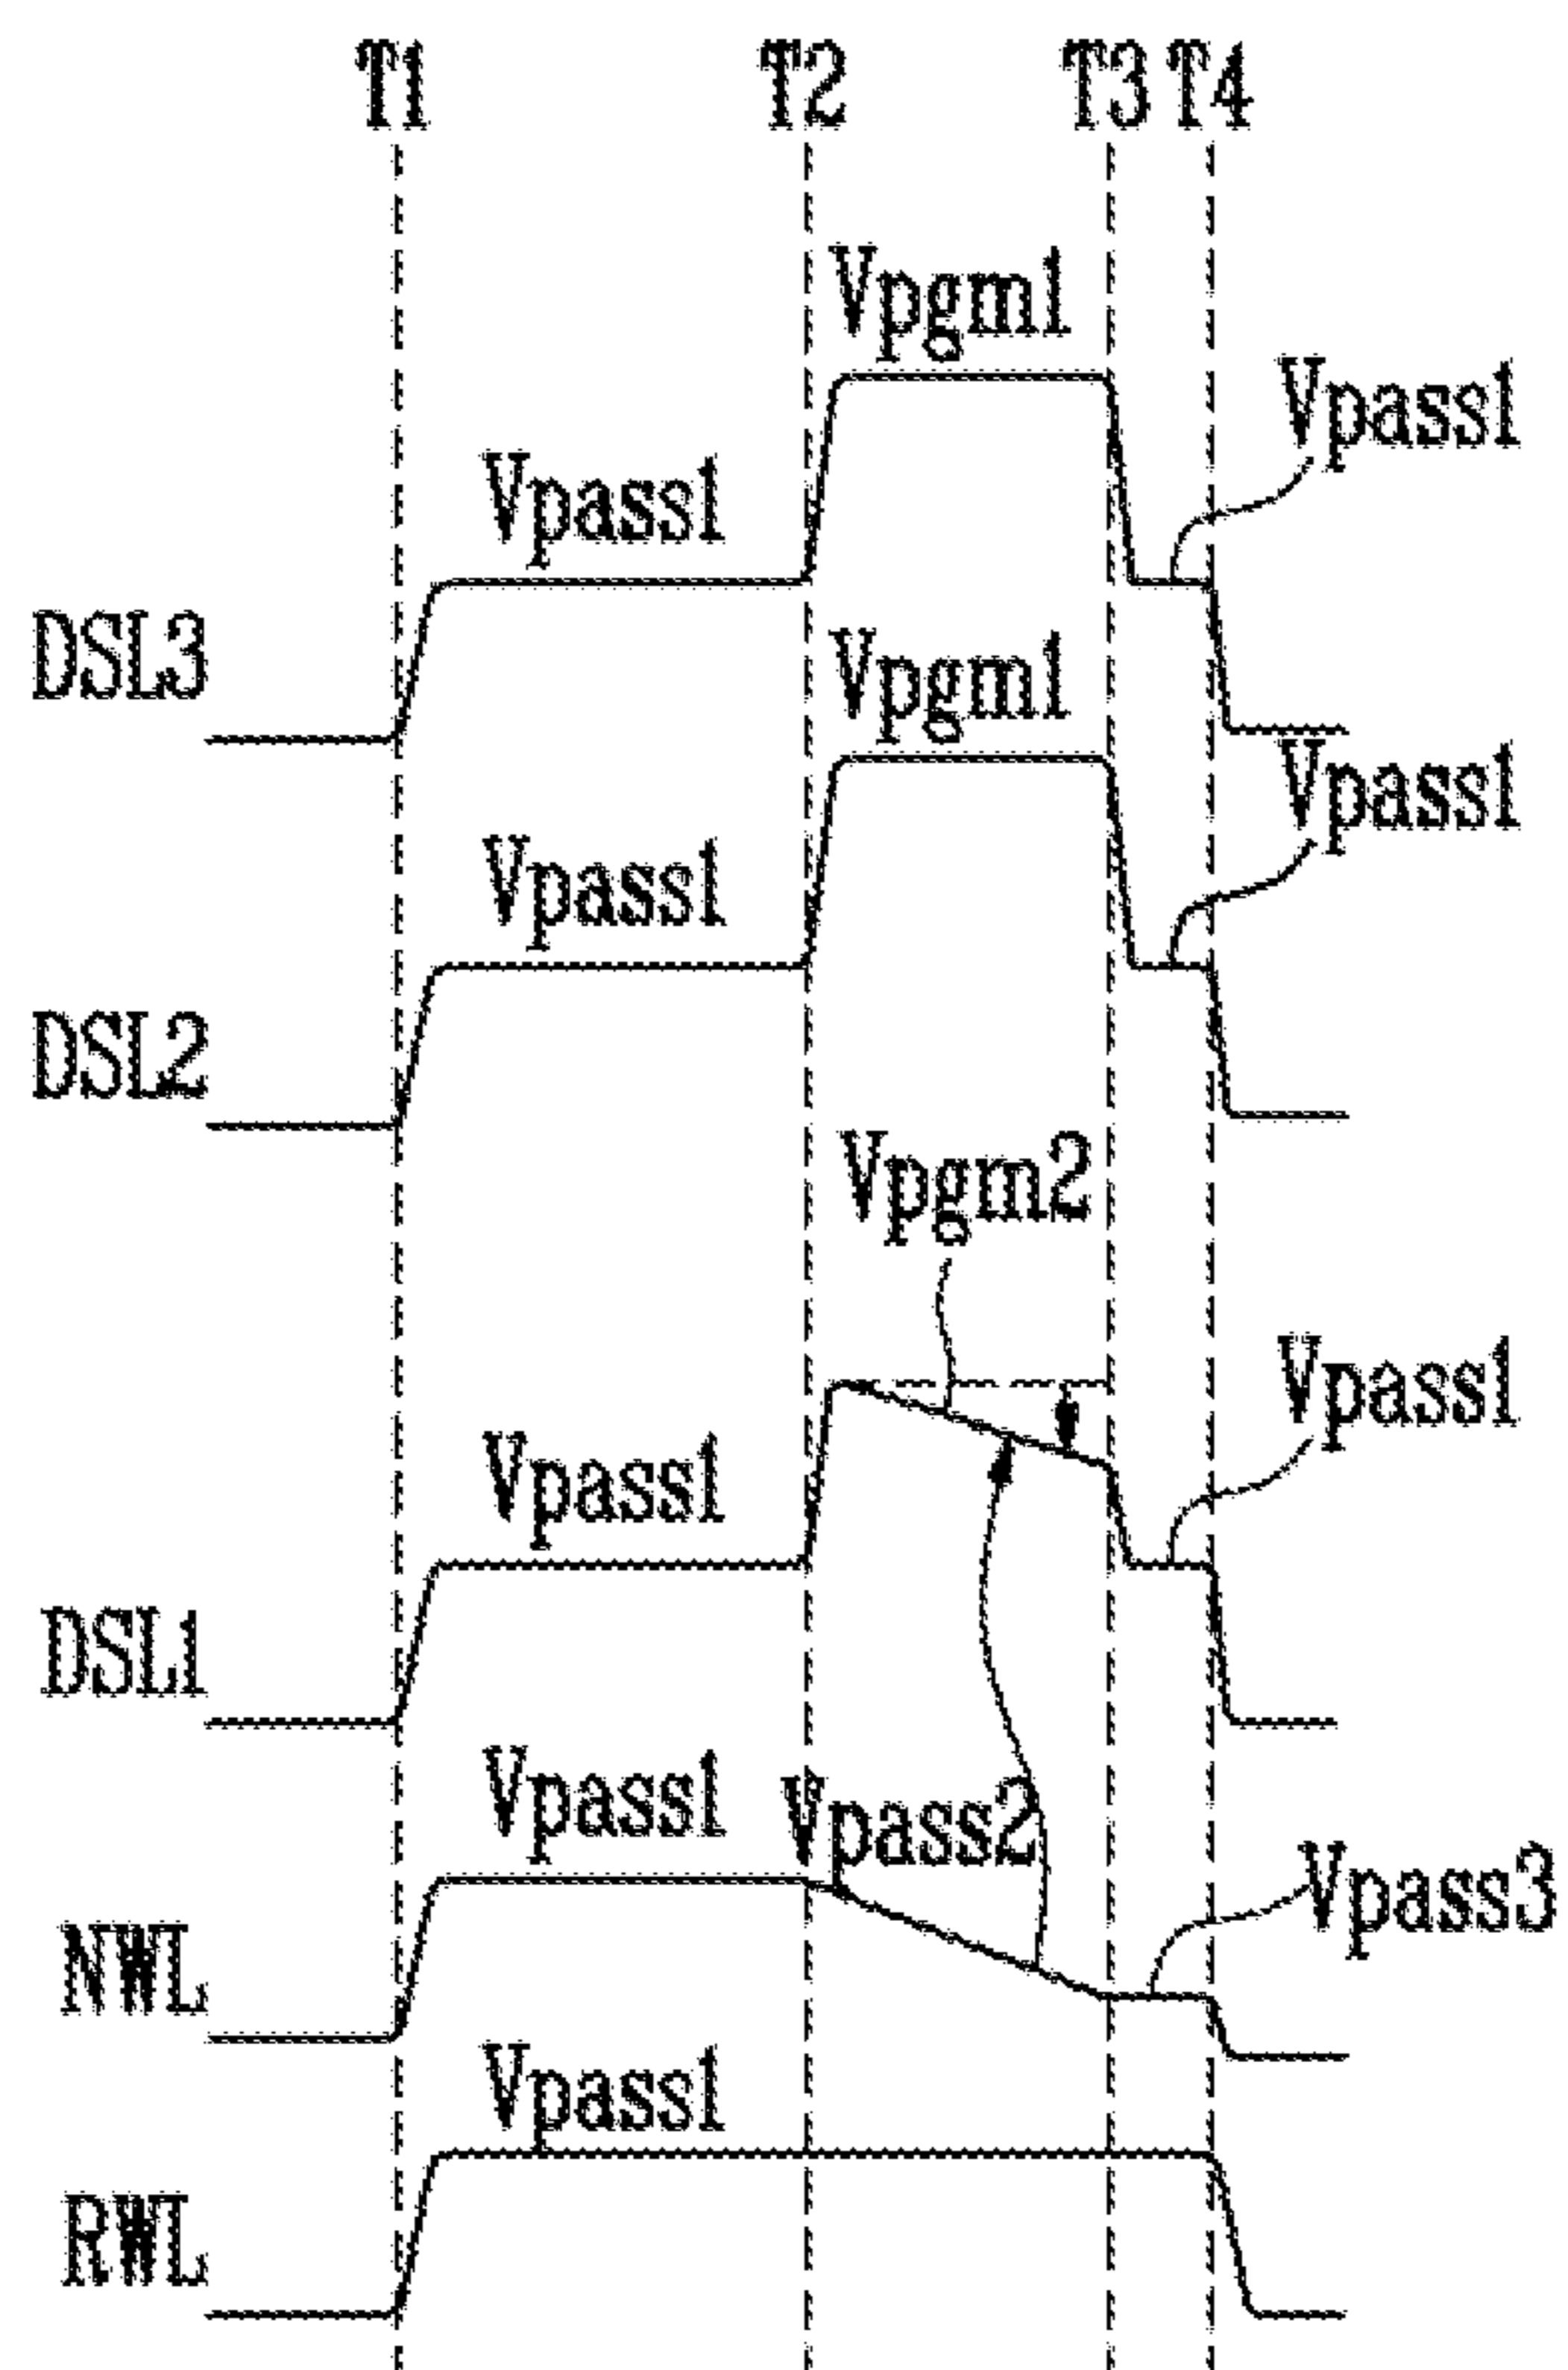 T1 T2 T3 T4
Vpgm1
Vpass1
Vpass1
DSL3
Vpgm1
Vpass1
Vpass1
DSL2
Vpgm2
Vpass1
Vpass1
DSL1
Vpass1
Vpass2
Vpass3
NWL
Vpass1
RWL